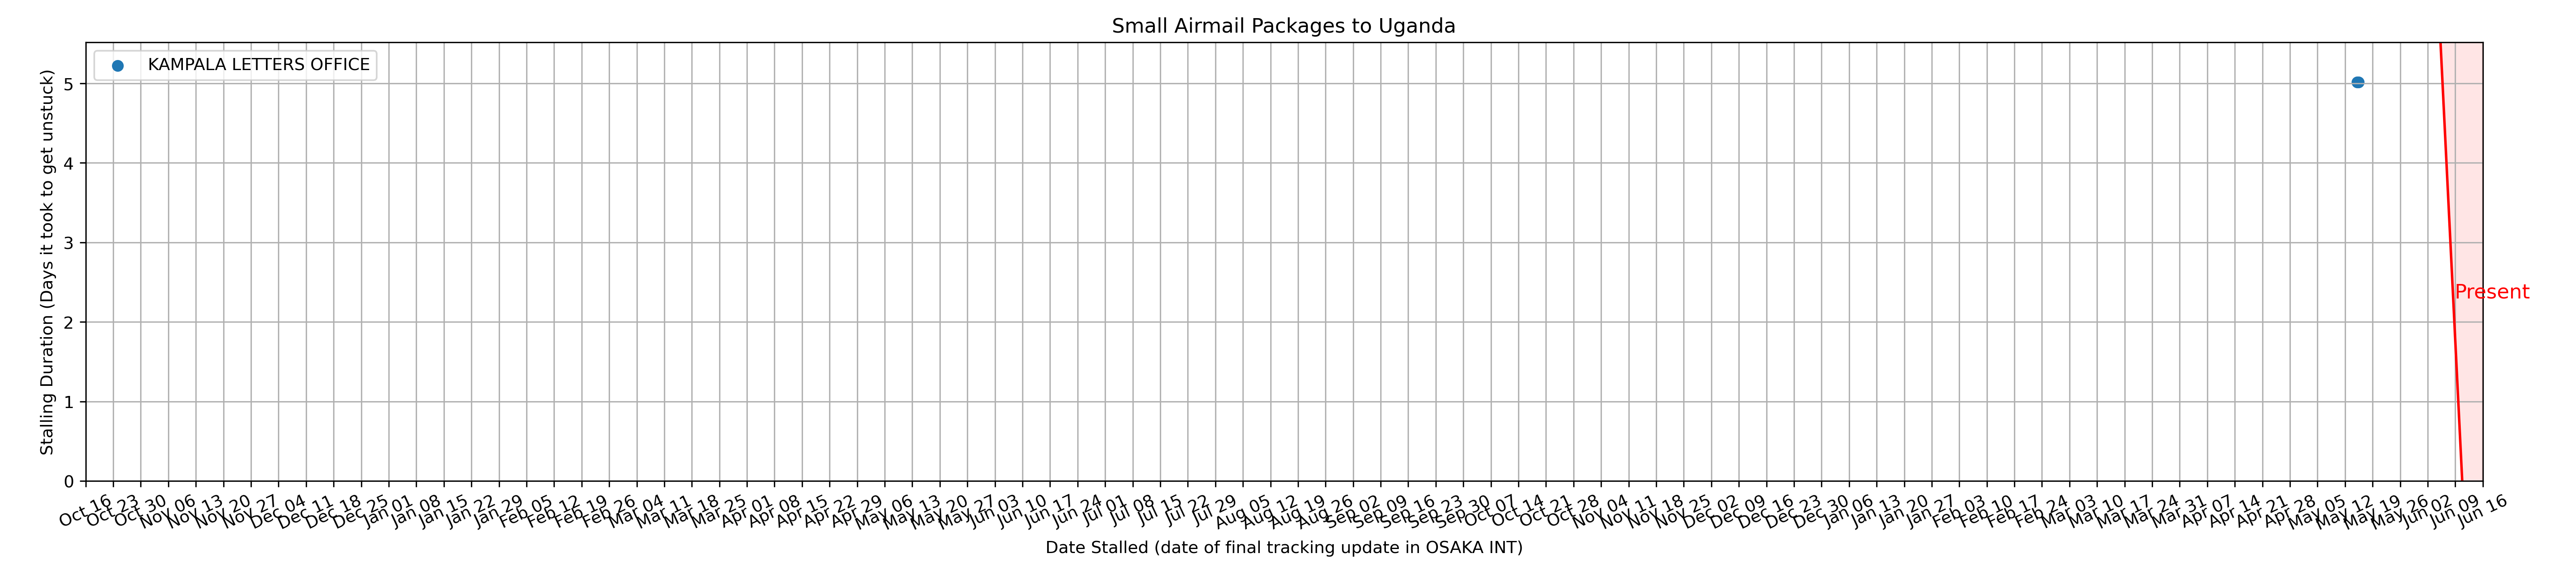 Small Airmail Packages to Uganda
KAMPALA LETTERS OFFICE
Stalling Duration (Days it took to get unstuck)
5
4
3
2
1
0
Present
Oct 16
Oct 23
Oct 30
Nov 06
Nov 13
Nov 20
Nov 27
Dec 04
Dec 11
Dec 18
Dec 25
Jan 01
Jan 08
Jan 15
Jan 22
Jan 29
Feb 05
Feb 12
Feb 19
Feb 26
Mar 04
Mar 11
Mar 18
Mar 25
Apr 01
Apr 08
Apr 15
Apr 22
Apr 29
May 06
May 13
May 20
May 27
Jun 03
Jun 10
Jun 17
Jun 24
Jul 01
Jul 08
Jul 15
Jul 22
Jul 29
Aug 05
Aug 12
Aug 19
Aug 26
Sep 02
Sep 09
Sep 16
Sep 23
Sep 30
Oct 07
Oct 14
Oct 21
Oct 28
Nov 04
Nov 11
Nov 18
Nov 25
Dec 02
Dec 09
Dec 16
Dec 23
Dec 30
Jan 06
Jan 13
Jan 20
Jan 27
Feb 03
Feb 10
Feb 17
Feb 24
Mar 03
Mar 10
Mar 17
Mar 24
Mar 31
Apr 07
Apr 14
Apr 21
Apr 28
May 05
May 12
May 19
May 26
Jun 02
Jun 09
Jun 16
Date Stalled (date of final tracking update in OSAKA INT)